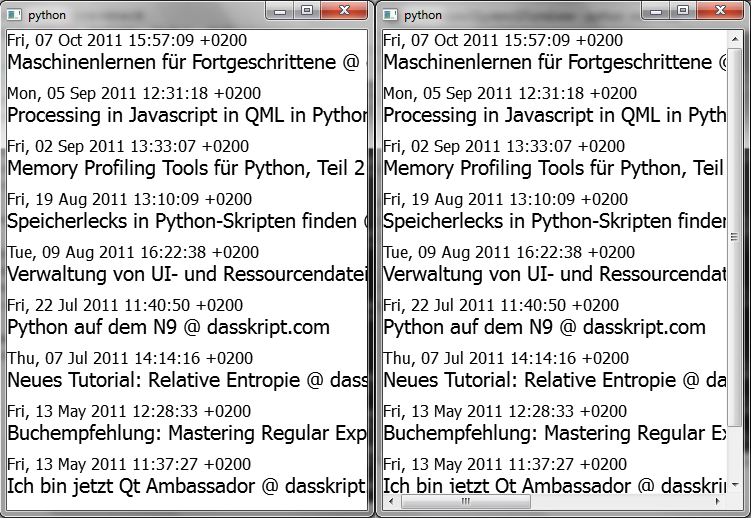 python
Fri, 07 Oct 2011 15:57:09 +0200
Maschinenlernen für Fortgeschrittene @
Mon, 05 Sep 2011 12:31:18 +0200
Processing in Javascript in QML in Python
Fri, 02 Sep 2011 13:33:07 +0200
Memory Profiling Tools für Python, Teil 2
Fri, 19 Aug 2011 13:10:09 +0200
Speicherlecks in Python-Skripten finden @
Tue, 09 Aug 2011 16:22:38 +0200
Verwaltung von UI- und Ressourcendatei
Fri, 22 Jul 2011 11:40:50 +0200
Python auf dem N9 @ dasskript.com
Thu, 07 Jul 2011 14:14:16 +0200
Neues Tutorial: Relative Entropie @ dass
Fri, 13 May 2011 12:28:33 +0200
Buchempfehlung: Mastering Regular Exp
Fri, 13 May 2011 11:37:27 +0200
Ich bin jetzt Qt Ambassador @ dasskript
python
Fri, 07 Oct 2011 15:57:09 +0200
Maschinenlernen für Fortgeschrittene @
Mon, 05 Sep 2011 12:31:18 +0200
Processing in Javascript in QML in Pyth
Fri, 02 Sep 2011 13:33:07 +0200
Memory Profiling Tools für Python, Teil
Fri, 19 Aug 2011 13:10:09 +0200
Speicherlecks in Python-Skripten finden
Tue, 09 Aug 2011 16:22:38 +0200
Verwaltung von UI- und Ressourcendat
Fri, 22 Jul 2011 11:40:50 +0200
Python auf dem N9 @ dasskript.com
Thu, 07 Jul 2011 14:14:16 +0200
Neues Tutorial: Relative Entropie @ da
Fri, 13 May 2011 12:28:33 +0200
Buchempfehlung: Mastering Regular Ex
Fri, 13 May 2011 11:37:27 +0200
Ich bin jetzt Qt Ambassador @ dasskri